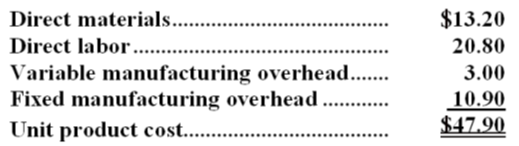 Direct materials....................................... $13.20
Direct labor.............................................. 20.80
Variable manufacturing overhead....... 3.00
Fixed manufacturing overhead............ 10.90
Unit product cost..................................... $47.90